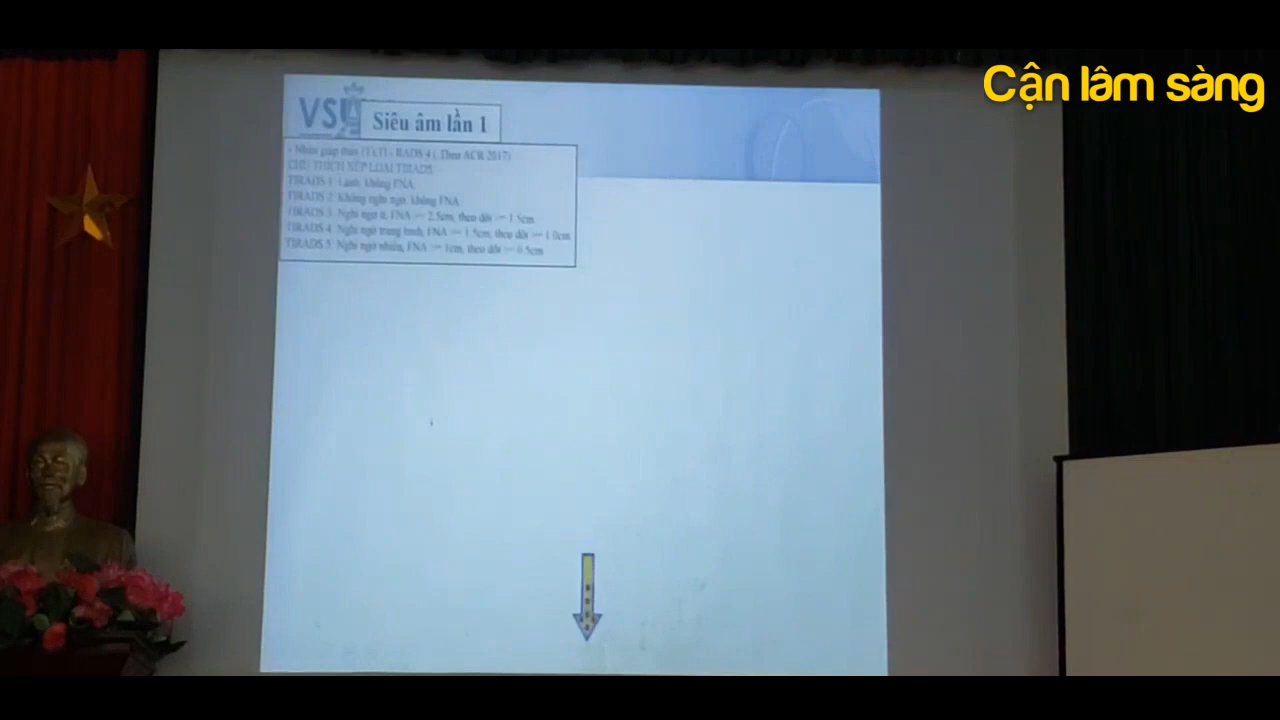 Cận lâm sàng
VSU
Siêu âm lần 1
- Nhân giáp thùy (T) TI - RADS 4 ( Theo ACR 2017)
CHÚ THÍCH XẾP LOẠI TIRADS
TIRADS 1: Lành, không FNA
TIRADS 2: Không nghi ngờ, không FNA
TIRADS 3: Nghi ngờ ít, FNA >= 2.5cm, theo dõi >= 1.5cm
TIRADS 4: Nghi ngờ trung bình, FNA >= 1.5cm, theo dõi >= 1.0cm
TIRADS 5: Nghi ngờ nhiều, FNA >= 1cm, theo dõi >= 0.5cm